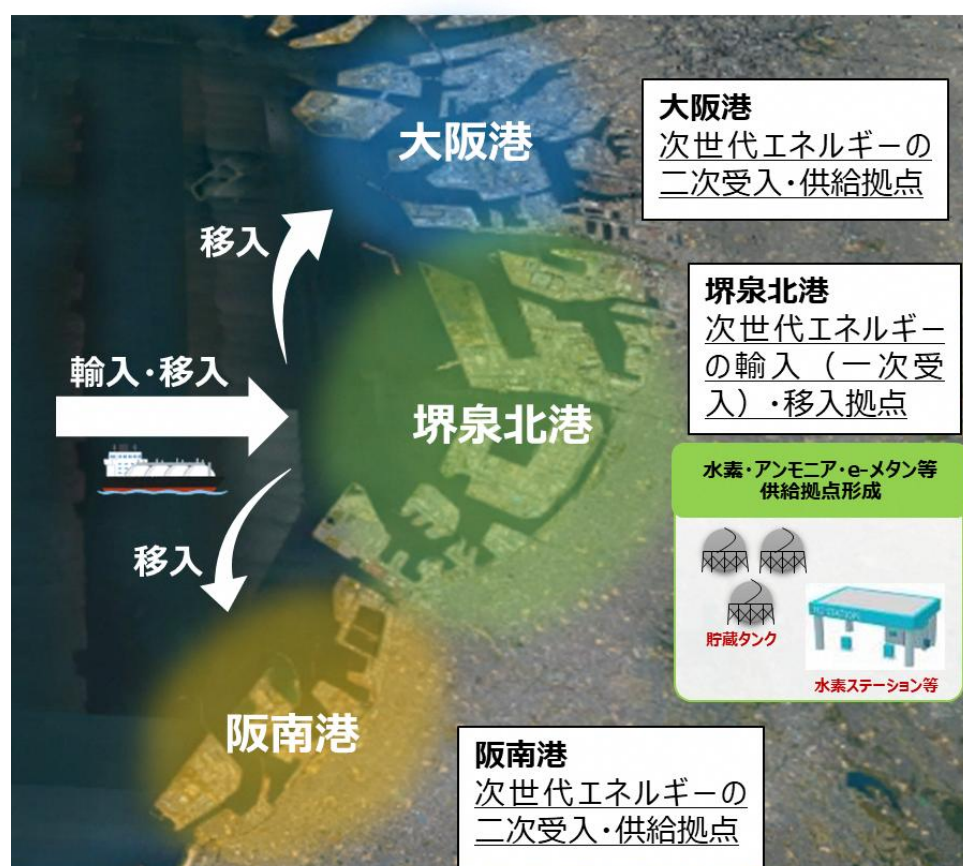 大阪港
大阪港
次世代エネルギーの
二次受入・供給拠点
移入
堺泉北港
次世代エネルギー
の輸入（一次受
入）・移入拠点
輸入・移入
堺泉北港
水素・アンモニア・e-メタン等
供給拠点形成
移入
貯蔵タンク
水素ステーション等
阪南港
阪南港
次世代エネルギーの
二次受入・供給拠点